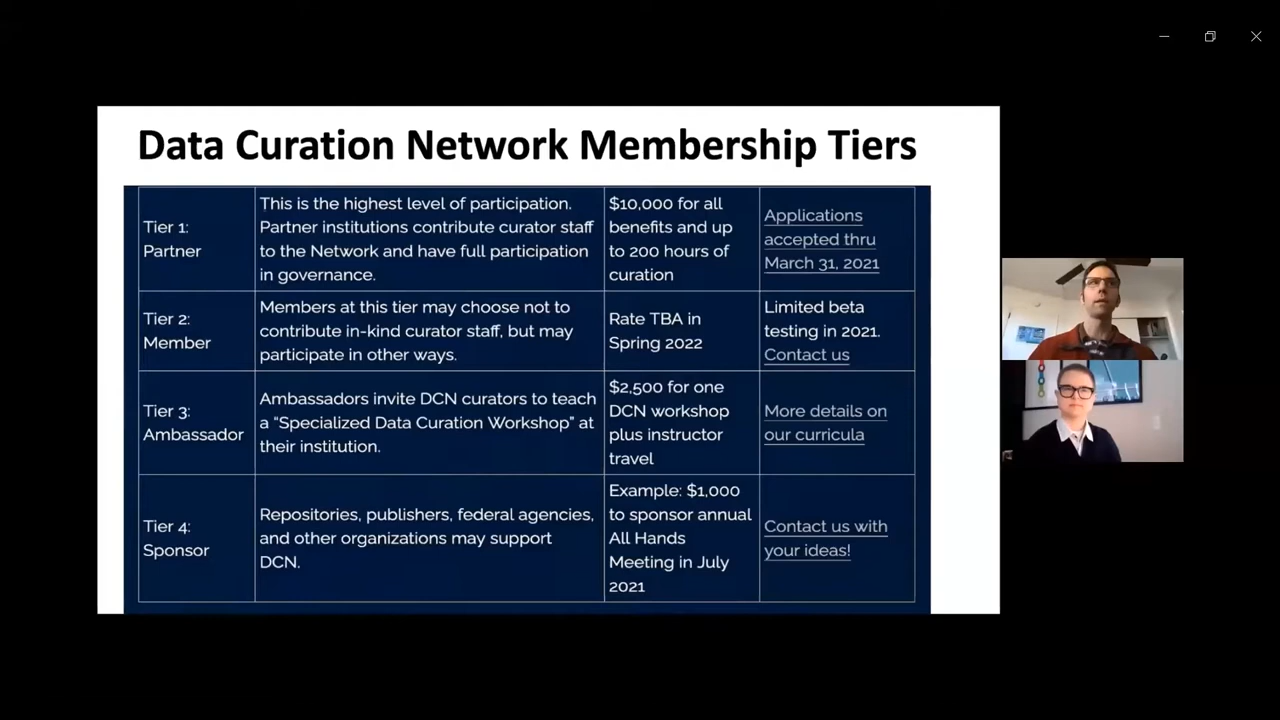 Data Curation Network Membership Tiers
Tier 1:
Partner
This is the highest level of participation.
Partner institutions contribute curator staff
to the Network and have full participation
in governance.
$10,000 for all
benefits and up
to 200 hours of
curation
Applications
accepted thru
March 31, 2021
Tier 2:
Member
Members at this tier may choose not to
contribute in-kind curator staff, but may
participate in other ways.
Rate TBA in
Spring 2022
Limited beta
testing in 2021.
Contact us
Tier 3:
Ambassador
Ambassadors invite DCN curators to teach
a “Specialized Data Curation Workshop” at
their institution.
$2,500 for one
DCN workshop
plus instructor
travel
More details on
our curricula
Tier 4:
Sponsor
Repositories, publishers, federal agencies,
and other organizations may support
DCN.
Example: $1,000
to sponsor annual
All Hands
Meeting in July
2021
Contact us with
your ideas!